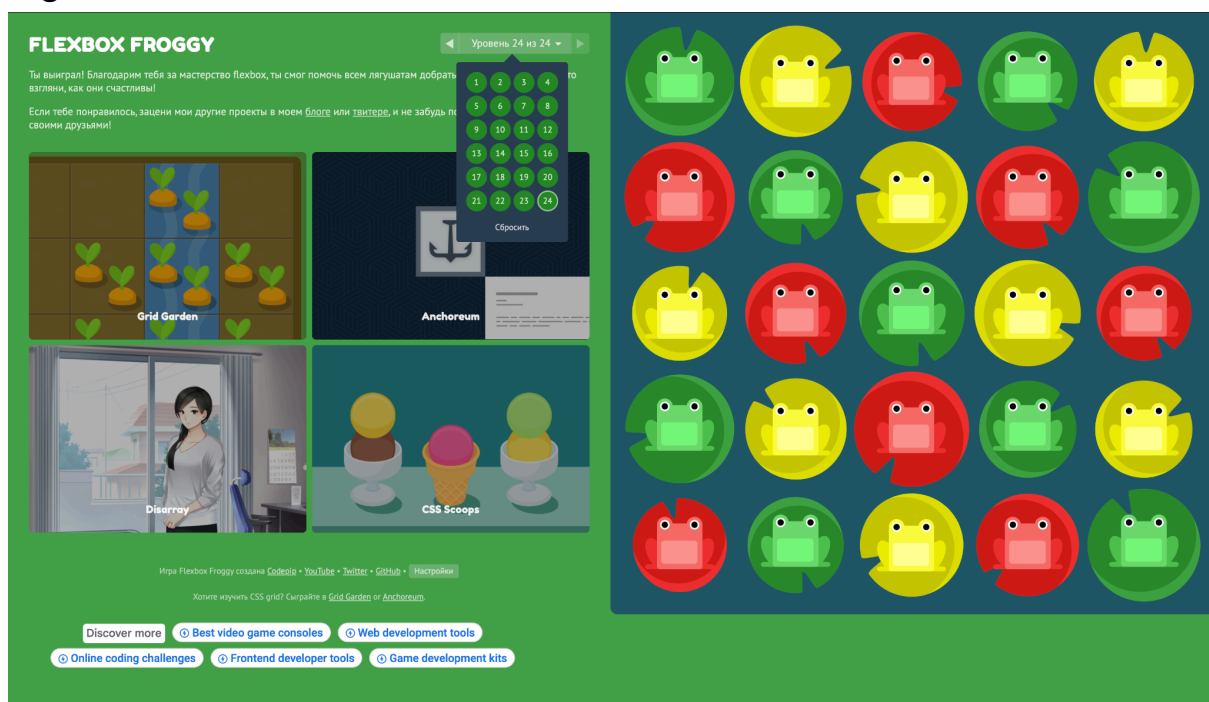 FLEXBOX FROGGY
Уровень 24 из 24
Ты выиграл! Благодарим тебя за мастерство flexbox, ты смог помочь всем лягушатам
взгляни, как они счастливы!
Если тебе понравилось, зацени мои другие проекты в моем блоге или твитере, и не забудь
своими друзьями!
1 2 3 4
5 6 7 8
9 10 11 12
13 14 15 16
17 18 19 20
21 22 23 24
Сбросить
Grid Garden
Anchoreum
Disarray
CSS Scoops
Игра Flexbox Froggy создана Codepip • YouTube • Twitter • GitHub • Настройки
Хотите изучить CSS grid? Сыграйте в Grid Garden or Anchoreum.
Discover more
Best video game consoles
Web development tools
Online coding challenges
Frontend developer tools
Game development kits